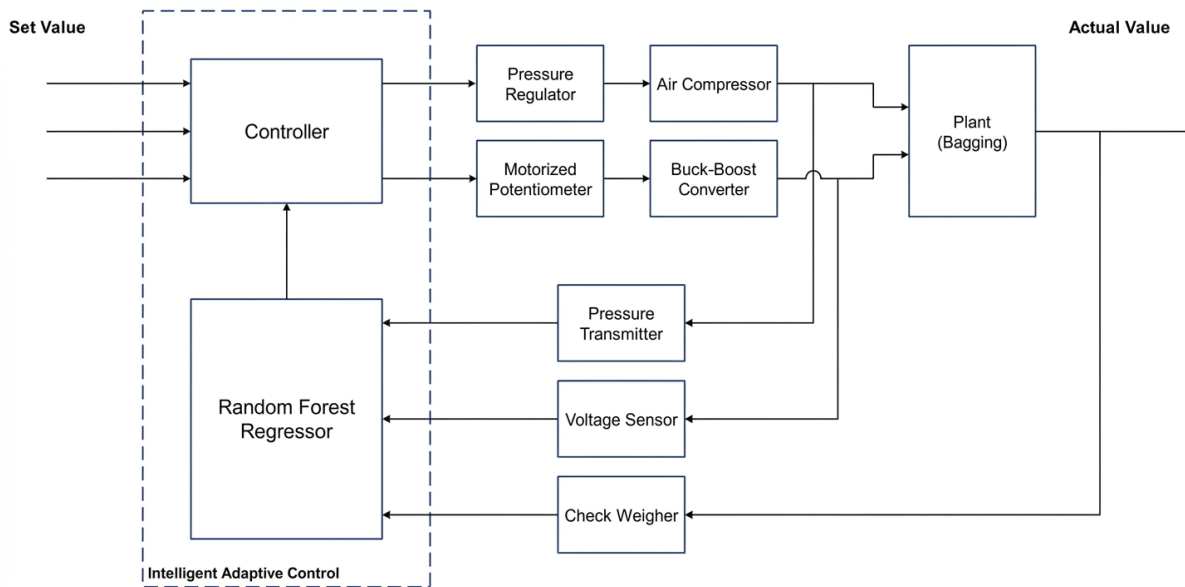 Set Value
Actual Value
Controller
Pressure
Regulator
Air Compressor
Plant
(Bagging)
Motorized
Potentiometer
Buck-Boost
Converter
Random Forest
Regressor
Pressure
Transmitter
Voltage Sensor
Check Weigher
Intelligent Adaptive Control